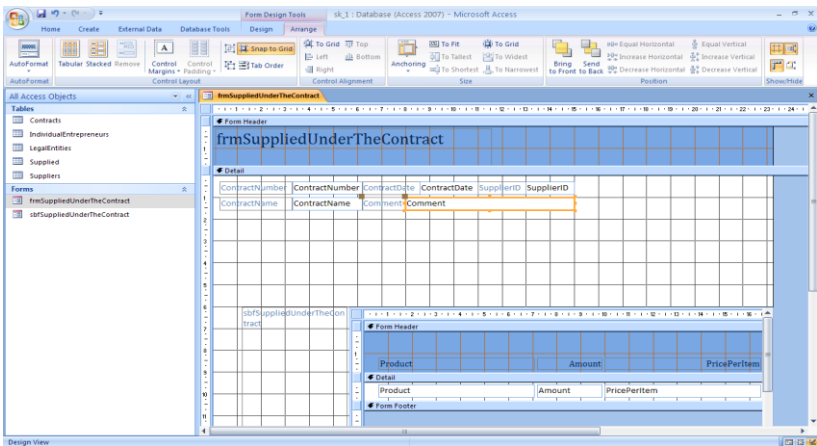 Form Design Tools sk_1 : Database (Access 2007) - Microsoft Access
Home Create External Data Database Tools Design Arrange
AutoFormat Tabular Stacked Remove Control Margins Control Padding Snap to Grid Tab Order To Grid Top Left Bottom Right Anchoring To Fit To Grid To Tallest To Widest To Shortest To Narrowest Bring to Front Send to Back Equal Horizontal Equal Vertical Increase Horizontal Increase Vertical Decrease Horizontal Decrease Vertical
AutoFormat Control Layout Control Alignment Size Position Show/Hide
All Access Objects
Tables
Contracts
IndividualEntrepreneurs
LegalEntities
Supplied
Suppliers
Forms
frmSuppliedUnderTheContract
sbfSuppliedUnderTheContract
frmSuppliedUnderTheContract
Form Header
frmSuppliedUnderTheContract
Detail
ContractNumber ContractNumber ContractDate ContractDate SupplierID SupplierID
ContractName ContractName Comment Comment
sbfSuppliedUnderTheCon
tract
Form Header
Product Amount PricePerItem
Detail
Product Amount PricePerItem
Form Footer
Design View